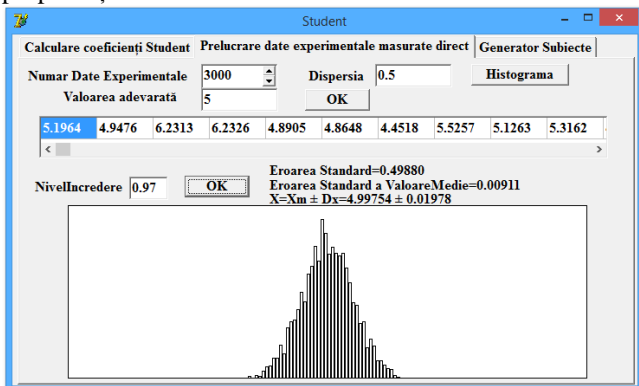 Student
Calculare coeficienți Student Prelucrare date experimentale masurate direct Generator Subiecte
Numar Date Experimentale 3000 Dispersia 0.5 Histograma
Valoarea adevarată 5 OK
5.1964 4.9476 6.2313 6.2326 4.8905 4.8648 4.4518 5.5257 5.1263 5.3162
Eroarea Standard=0.49880
NivelIncredere 0.97 OK Eroarea Standard a ValoareMedie=0.00911
X=Xm ± Dx=4.99754 ± 0.01978